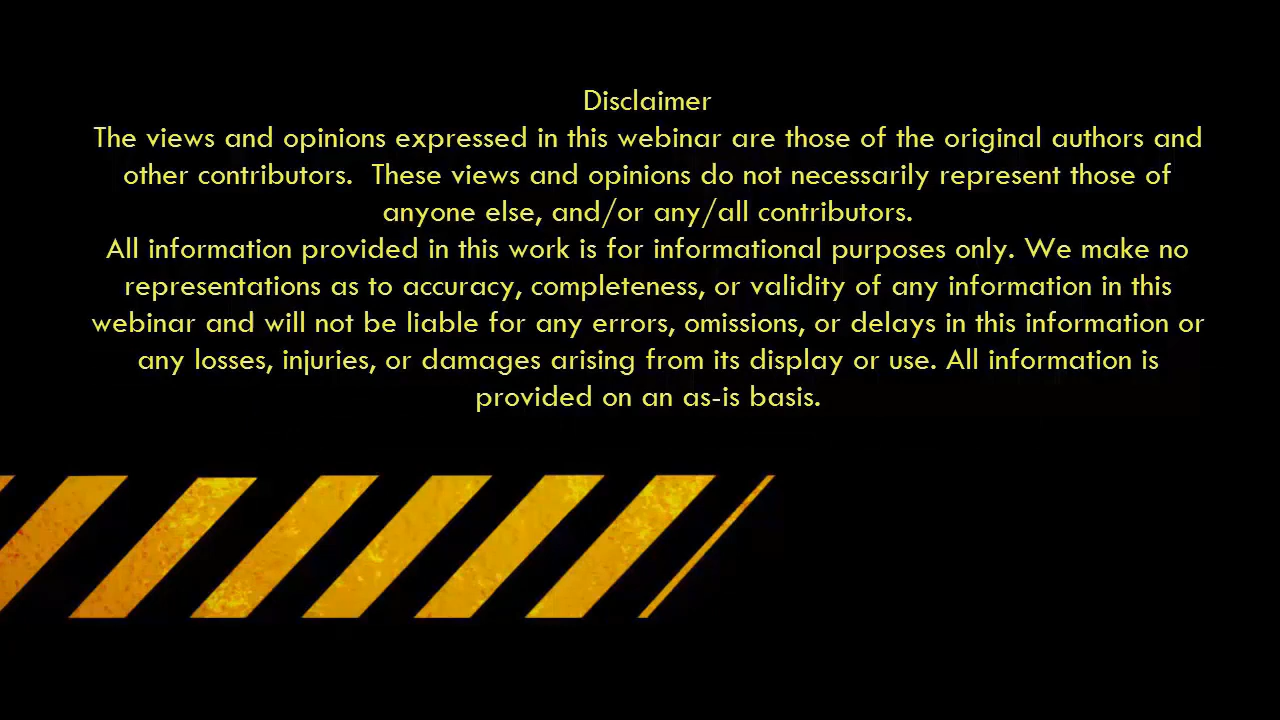 Disclaimer
The views and opinions expressed in this webinar are those of the original authors and
other contributors.  These views and opinions do not necessarily represent those of
anyone else, and/or any/all contributors.
All information provided in this work is for informational purposes only. We make no
representations as to accuracy, completeness, or validity of any information in this
webinar and will not be liable for any errors, omissions, or delays in this information or
any losses, injuries, or damages arising from its display or use. All information is
provided on an as-is basis.